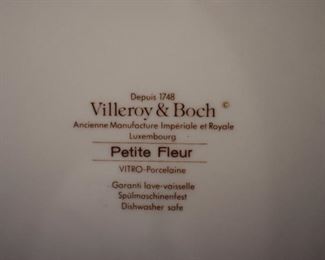 Depuis 1748
Villeroy & Boch ©
Ancienne Manufacture Impériale et Royale
Luxembourg
Petite Fleur
VITRO-Porcelaine
Garanti lave-vaisselle
Spülmaschinenfest
Dishwasher safe